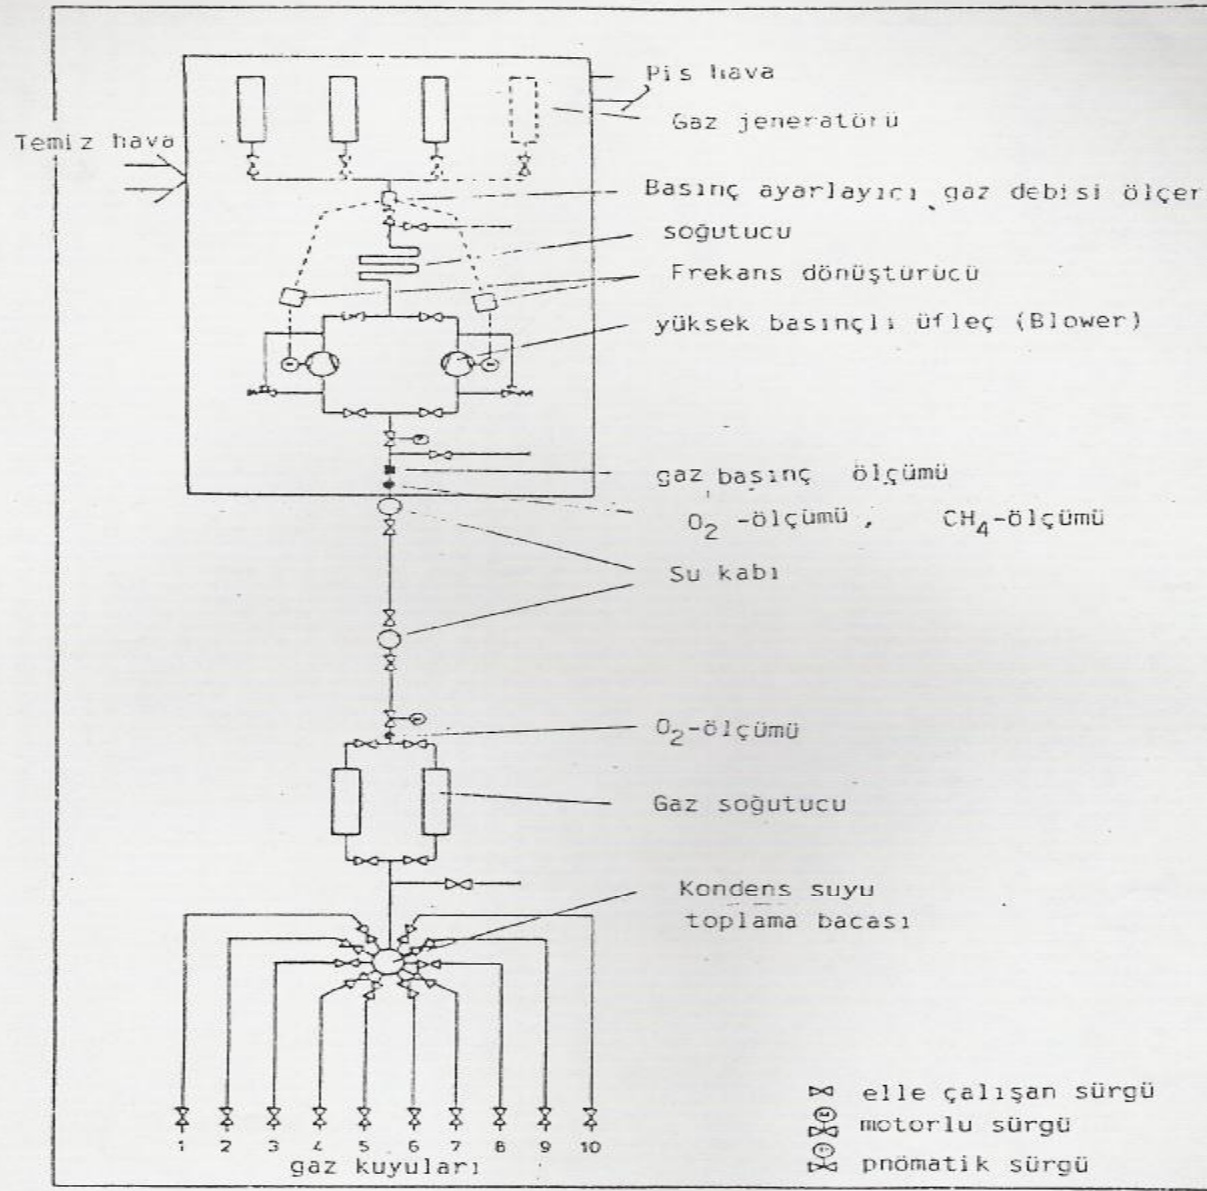 Pis hava
Gaz jeneratörü
Temiz hava
Basınç ayarlayıcı, gaz debisi ölçer
soğutucu
Frekans dönüştürücü
yüksek basınçlı üfleç (Blower)
gaz basınç ölçümü
O₂ -ölçümü, CH₄-ölçümü
Su kabı
O₂-ölçümü
Gaz soğutucu
Kondens suyu
toplama bacası
1 2 3 4 5 6 7 8 9 10
gaz kuyuları
elle çalışan sürgü
motorlu sürgü
pnömatik sürgü